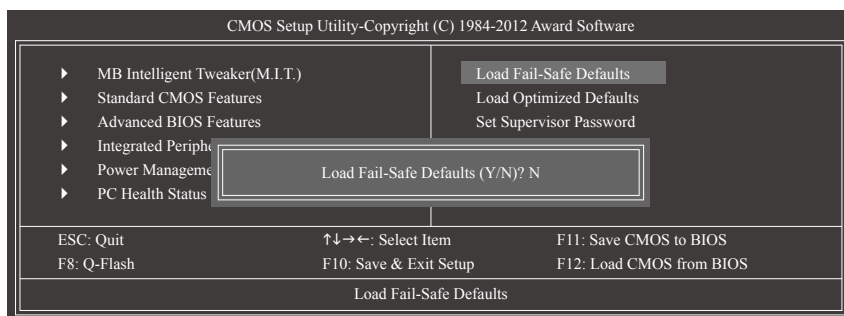 CMOS Setup Utility-Copyright (C) 1984-2012 Award Software
MB Intelligent Tweaker(M.I.T.)
Standard CMOS Features
Advanced BIOS Features
Integrated Periphe
Power Manageme
PC Health Status
Load Fail-Safe Defaults
Load Optimized Defaults
Set Supervisor Password
Load Fail-Safe Defaults (Y/N)? N
ESC: Quit ↑↓→←: Select Item F11: Save CMOS to BIOS
F8: Q-Flash F10: Save & Exit Setup F12: Load CMOS from BIOS
Load Fail-Safe Defaults